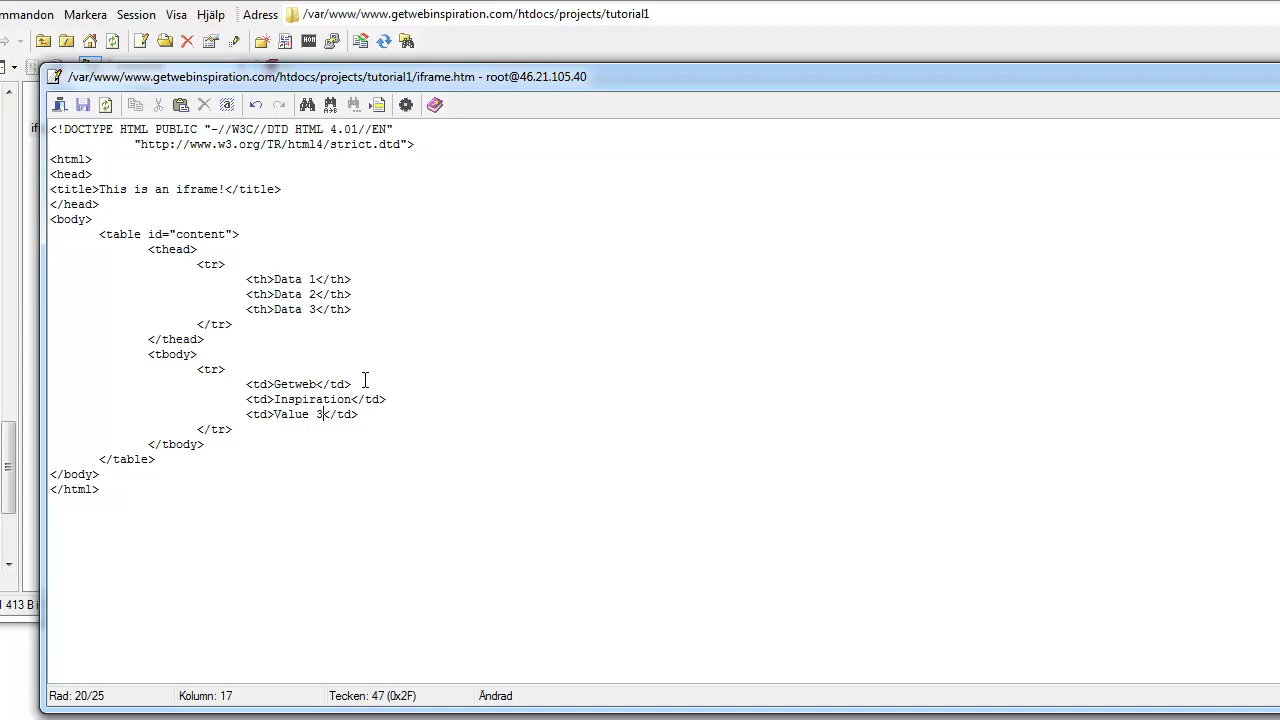 mmandon Markera Session Visa Hjälp Adress /var/www/www.getwebinspiration.com/htdocs/projects/tutorial1
/var/www/www.getwebinspiration.com/htdocs/projects/tutorial1/iframe.htm - root@46.21.105.40
<!DOCTYPE HTML PUBLIC "-//W3C//DTD HTML 4.01//EN"
"http://www.w3.org/TR/html4/strict.dtd">
<html>
<head>
<title>This is an iframe!</title>
</head>
<body>
<table id="content">
<thead>
<tr>
<th>Data 1</th>
<th>Data 2</th>
<th>Data 3</th>
</tr>
</thead>
<tbody>
<tr>
<td>Getweb</td>
<td>Inspiration</td>
<td>Value 3</td>
</tr>
</tbody>
</table>
</body>
</html>
413 B i
Rad: 20/25 Kolumn: 17 Tecken: 47 (0x2F) Ändrad